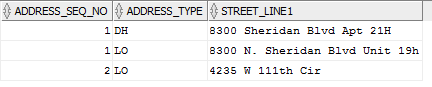 ADDRESS_SEQ_NO ADDRESS_TYPE STREET_LINE1
1 DH 8300 Sheridan Blvd Apt 21H
1 LO 8300 N. Sheridan Blvd Unit 19h
2 LO 4235 W 111th Cir